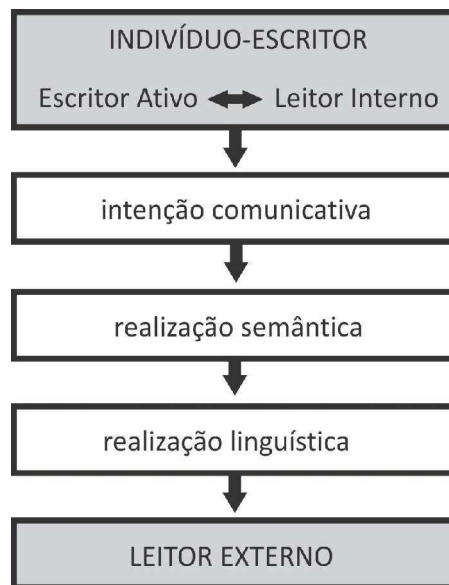 INDIVÍDUO-ESCRITOR
Escritor Ativo Leitor Interno
intenção comunicativa
realização semântica
realização linguística
LEITOR EXTERNO